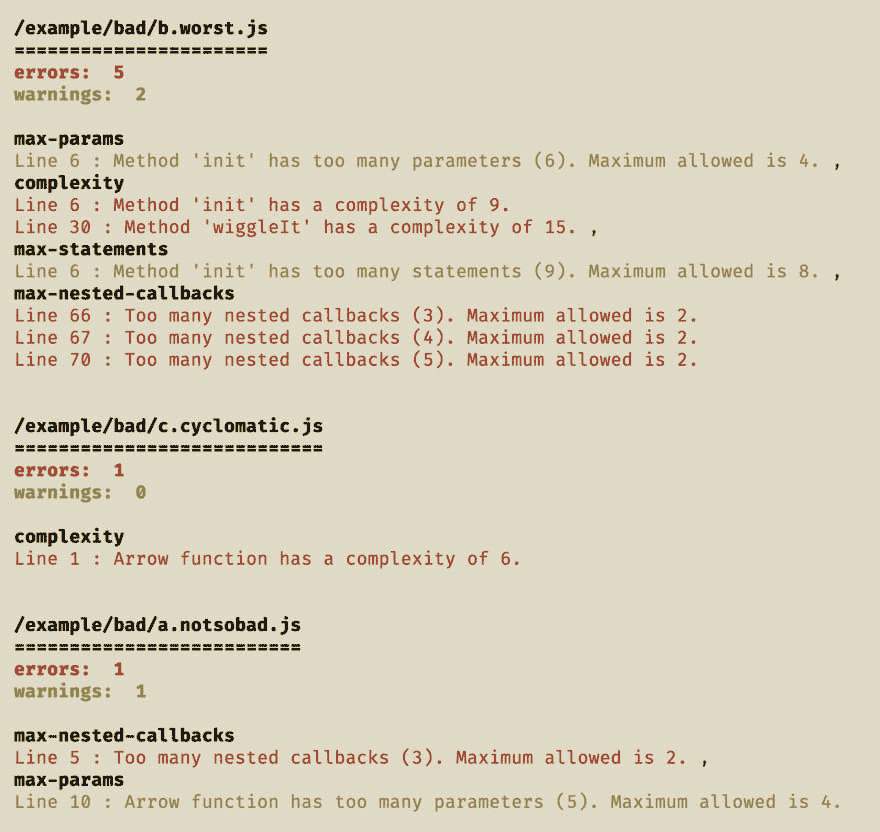 /example/bad/b.worst.js
=======================
errors:  5
warnings:  2
max-params
Line 6 : Method 'init' has too many parameters (6). Maximum allowed is 4. ,
complexity
Line 6 : Method 'init' has a complexity of 9.
Line 30 : Method 'wiggleIt' has a complexity of 15. ,
max-statements
Line 6 : Method 'init' has too many statements (9). Maximum allowed is 8. ,
max-nested-callbacks
Line 66 : Too many nested callbacks (3). Maximum allowed is 2.
Line 67 : Too many nested callbacks (4). Maximum allowed is 2.
Line 70 : Too many nested callbacks (5). Maximum allowed is 2.
/example/bad/c.cyclomatic.js
============================
errors:  1
warnings:  0
complexity
Line 1 : Arrow function has a complexity of 6.
/example/bad/a.notsobad.js
==========================
errors:  1
warnings:  1
max-nested-callbacks
Line 5 : Too many nested callbacks (3). Maximum allowed is 2. ,
max-params
Line 10 : Arrow function has too many parameters (5). Maximum allowed is 4.